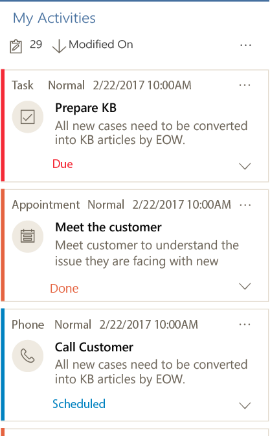 My Activities
29 Modified On ...
Task Normal 2/22/2017 10:00AM ...
Prepare KB
All new cases need to be converted
into KB articles by EOW.
Due
Appointment Normal 2/22/2017 10:00AM ...
Meet the customer
Meet customer to understand the
issue they are facing with new
Done
Phone Normal 2/22/2017 10:00AM ...
Call Customer
All new cases need to be converted
into KB articles by EOW.
Scheduled